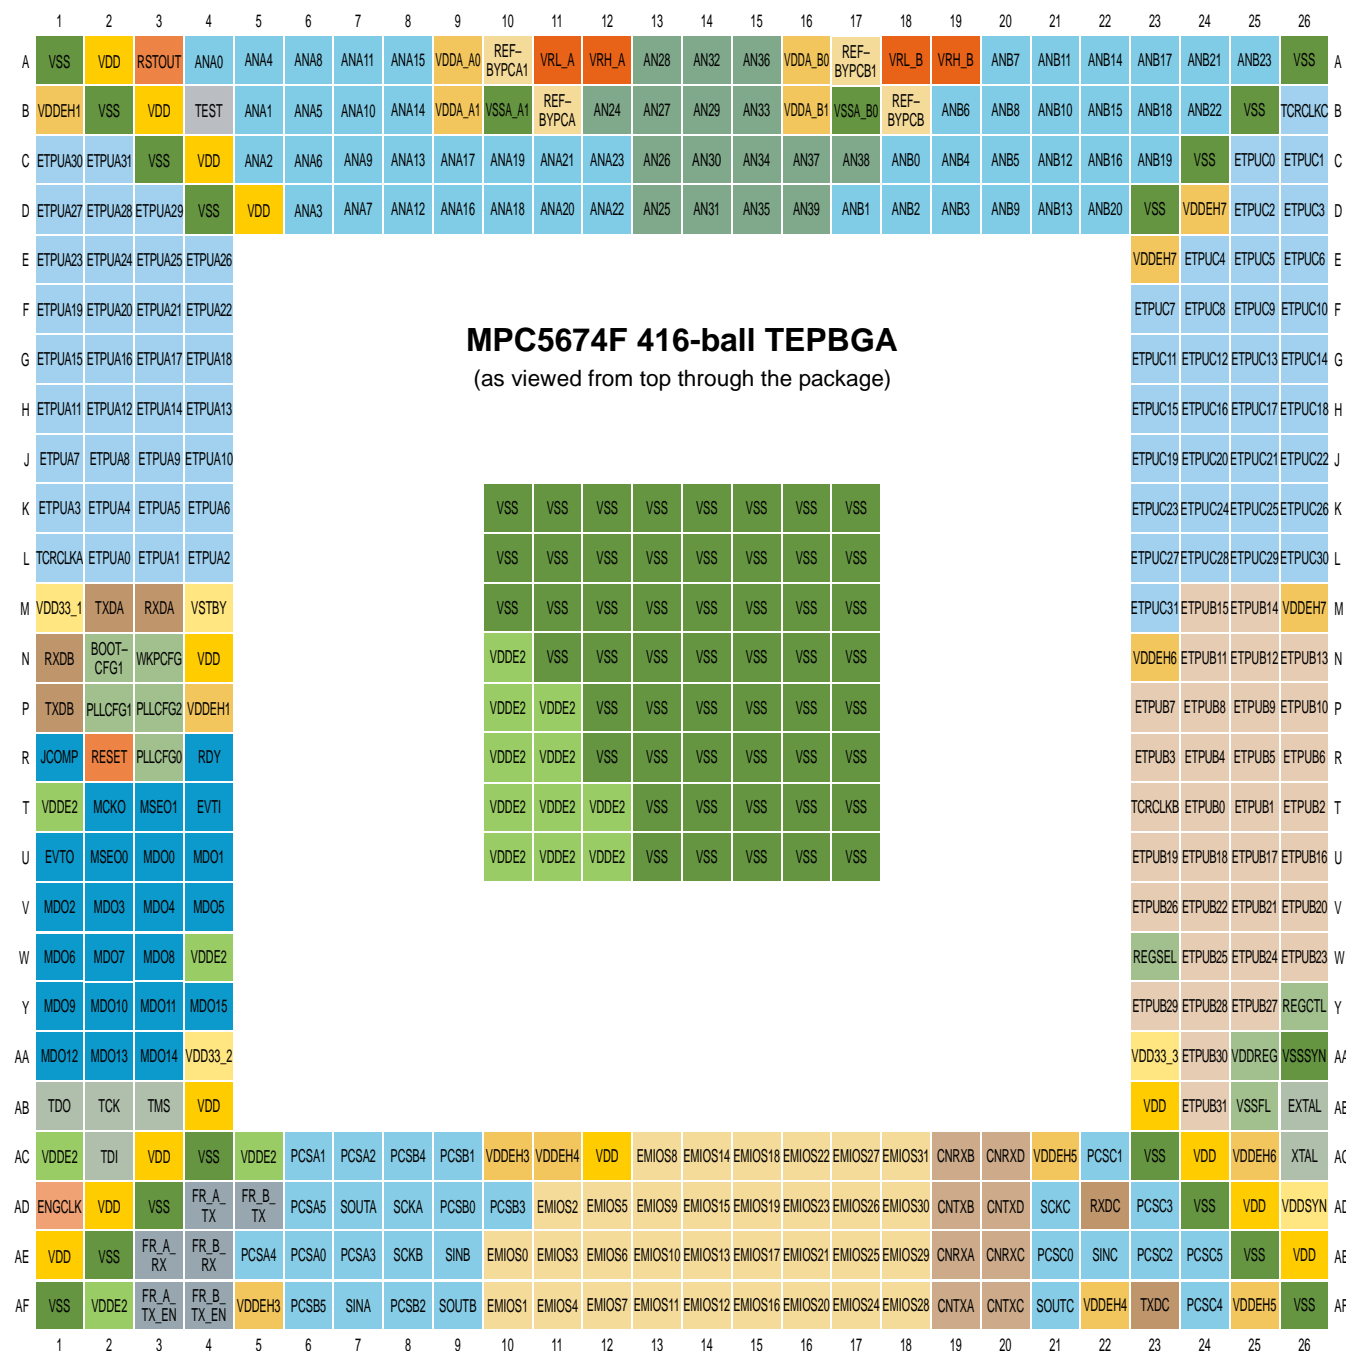 1 2 3 4 5 6 7 8 9 10 11 12 13 14 15 16 17 18 19 20 21 22 23 24 25 26
A VSS VDD RSTOUT ANA0 ANA4 ANA8 ANA11 ANA15 VDDA_A0 REF–BYPCA1 VRL_A VRH_A AN28 AN32 AN36 VDDA_B0 REF–BYPCB1 VRL_B VRH_B ANB7 ANB11 ANB14 ANB17 ANB21 ANB23 VSS A
B VDDEH1 VSS VDD TEST ANA1 ANA5 ANA10 ANA14 VDDA_A1 VSSA_A1 REF–BYPCA AN24 AN27 AN29 AN33 VDDA_B1 VSSA_B0 REF–BYPCB ANB6 ANB8 ANB10 ANB15 ANB18 ANB22 VSS TCRCLKC B
C ETPUA30 ETPUA31 VSS VDD ANA2 ANA6 ANA9 ANA13 ANA17 ANA19 ANA21 ANA23 AN26 AN30 AN34 AN37 AN38 ANB0 ANB4 ANB5 ANB12 ANB16 ANB19 VSS ETPUC0 ETPUC1 C
D ETPUA27 ETPUA28 ETPUA29 VSS VDD ANA3 ANA7 ANA12 ANA16 ANA18 ANA20 ANA22 AN25 AN31 AN35 AN39 ANB1 ANB2 ANB3 ANB9 ANB13 ANB20 VSS VDDEH7 ETPUC2 ETPUC3 D
E ETPUA23 ETPUA24 ETPUA25 ETPUA26 VDDEH7 ETPUC4 ETPUC5 ETPUC6 E
F ETPUA19 ETPUA20 ETPUA21 ETPUA22 ETPUC7 ETPUC8 ETPUC9 ETPUC10 F
MPC5674F 416-ball TEPBGA
G ETPUA15 ETPUA16 ETPUA17 ETPUA18 ETPUC11 ETPUC12 ETPUC13 ETPUC14 G
(as viewed from top through the package)
H ETPUA11 ETPUA12 ETPUA14 ETPUA13 ETPUC15 ETPUC16 ETPUC17 ETPUC18 H
J ETPUA7 ETPUA8 ETPUA9 ETPUA10 ETPUC19 ETPUC20 ETPUC21 ETPUC22 J
K ETPUA3 ETPUA4 ETPUA5 ETPUA6 VSS VSS VSS VSS VSS VSS VSS VSS ETPUC23 ETPUC24 ETPUC25 ETPUC26 K
L TCRCLKA ETPUA0 ETPUA1 ETPUA2 VSS VSS VSS VSS VSS VSS VSS VSS ETPUC27 ETPUC28 ETPUC29 ETPUC30 L
M VDD33_1 TXDA RXDA VSTBY VSS VSS VSS VSS VSS VSS VSS VSS ETPUC31 ETPUB15 ETPUB14 VDDEH7 M
N RXDB BOOT–CFG1 WKPCFG VDD VDDE2 VSS VSS VSS VSS VSS VSS VSS VDDEH6 ETPUB11 ETPUB12 ETPUB13 N
P TXDB PLLCFG1 PLLCFG2 VDDEH1 VDDE2 VDDE2 VSS VSS VSS VSS VSS VSS ETPUB7 ETPUB8 ETPUB9 ETPUB10 P
R JCOMP RESET PLLCFG0 RDY VDDE2 VDDE2 VSS VSS VSS VSS VSS VSS ETPUB3 ETPUB4 ETPUB5 ETPUB6 R
T VDDE2 MCKO MSEO1 EVTI VDDE2 VDDE2 VDDE2 VSS VSS VSS VSS VSS TCRCLKB ETPUB0 ETPUB1 ETPUB2 T
U EVTO MSEO0 MDO0 MDO1 VDDE2 VDDE2 VDDE2 VSS VSS VSS VSS VSS ETPUB19 ETPUB18 ETPUB17 ETPUB16 U
V MDO2 MDO3 MDO4 MDO5 ETPUB26 ETPUB22 ETPUB21 ETPUB20 V
W MDO6 MDO7 MDO8 VDDE2 REGSEL ETPUB25 ETPUB24 ETPUB23 W
Y MDO9 MDO10 MDO11 MDO15 ETPUB29 ETPUB28 ETPUB27 REGCTL Y
AA MDO12 MDO13 MDO14 VDD33_2 VDD33_3 ETPUB30 VDDREG VSSSYN AA
AB TDO TCK TMS VDD VDD ETPUB31 VSSFL EXTAL AB
AC VDDE2 TDI VDD VSS VDDE2 PCSA1 PCSA2 PCSB4 PCSB1 VDDEH3 VDDEH4 VDD EMIOS8 EMIOS14 EMIOS18 EMIOS22 EMIOS27 EMIOS31 CNRXB CNRXD VDDEH5 PCSC1 VSS VDD VDDEH6 XTAL AC
AD ENGCLK VDD VSS FR_A_TX FR_B_TX PCSA5 SOUTA SCKA PCSB0 PCSB3 EMIOS2 EMIOS5 EMIOS9 EMIOS15 EMIOS19 EMIOS23 EMIOS26 EMIOS30 CNTXB CNTXD SCKC RXDC PCSC3 VSS VDD VDDSYN AD
AE VDD VSS FR_A_RX FR_B_RX PCSA4 PCSA0 PCSA3 SCKB SINB EMIOS0 EMIOS3 EMIOS6 EMIOS10 EMIOS13 EMIOS17 EMIOS21 EMIOS25 EMIOS29 CNRXA CNRXC PCSC0 SINC PCSC2 PCSC5 VSS VDD AE
AF VSS VDDE2 FR_A_TX_EN FR_B_TX_EN VDDEH3 PCSB5 SINA PCSB2 SOUTB EMIOS1 EMIOS4 EMIOS7 EMIOS11 EMIOS12 EMIOS16 EMIOS20 EMIOS24 EMIOS28 CNTXA CNTXC SOUTC VDDEH4 TXDC PCSC4 VDDEH5 VSS AF
1 2 3 4 5 6 7 8 9 10 11 12 13 14 15 16 17 18 19 20 21 22 23 24 25 26